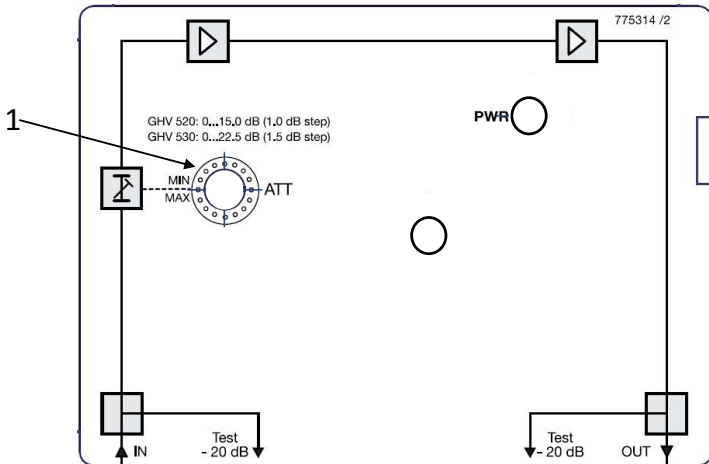 775314 /2
1
GHV 520: 0...15.0 dB (1.0 dB step)
GHV 530: 0...22.5 dB (1.5 dB step)
PWR
MIN
MAX
ATT
IN
Test
- 20 dB
Test
- 20 dB
OUT